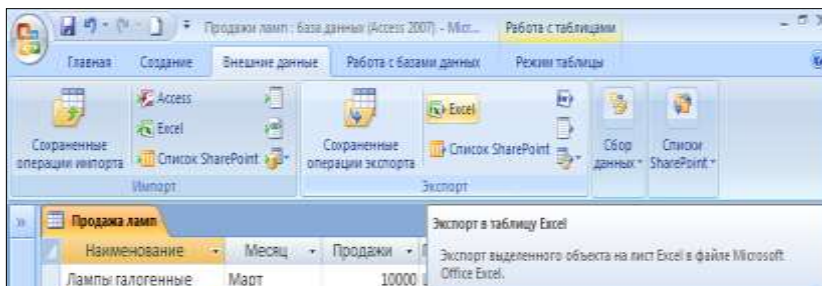 Продажи ламп : база данных (Access 2007) - Micr...
Работа с таблицами
Главная
Создание
Внешние данные
Работа с базами данных
Режим таблицы
Сохраненные операции импорта
Access
Excel
Список SharePoint
Импорт
Сохраненные операции экспорта
Excel
Список SharePoint
Экспорт
Сбор данных
Списки SharePoint
Продажа ламп
Наименование
Месяц
Продажи
Лампы галогенные
Март
10000
Экспорт в таблицу Excel
Экспорт выделенного объекта на лист Excel в файле Microsoft
Office Excel.